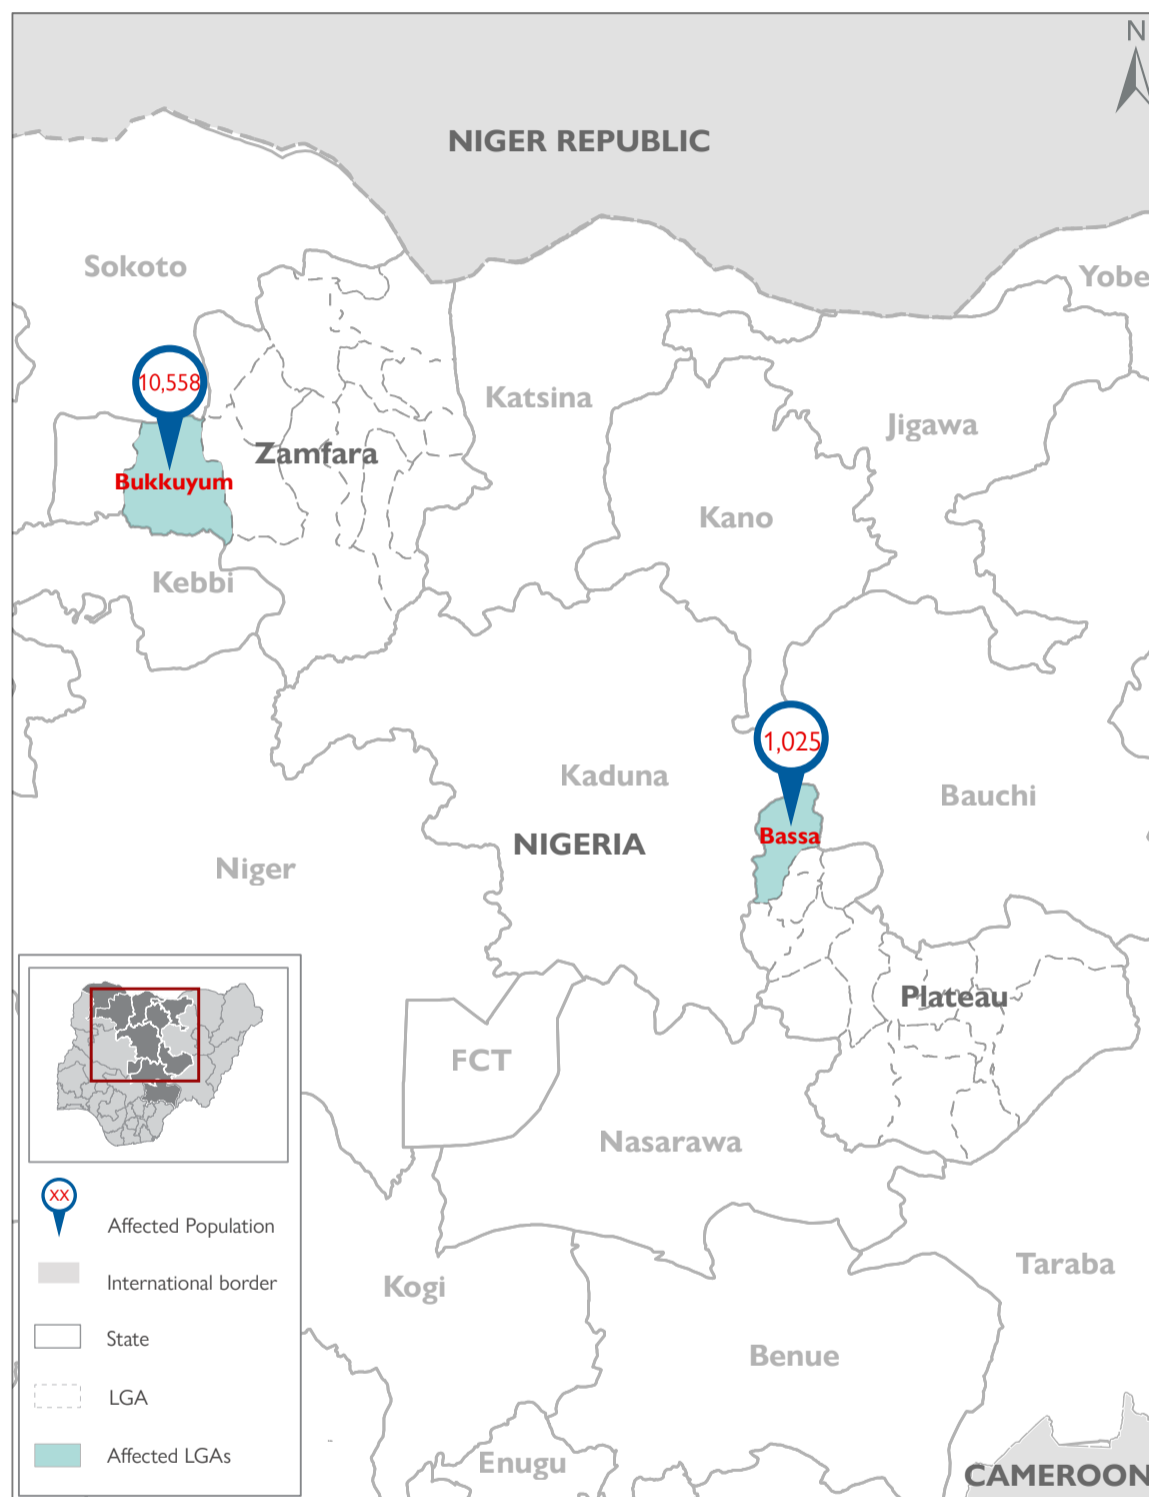 N
NIGER REPUBLIC
Sokoto
Yobe
10,558
Katsina
Jigawa
Zamfara
Bukkuyum
Kano
Kebbi
1,025
Kaduna
Bauchi
Bassa
NIGERIA
Niger
Plateau
FCT
Nasarawa
XX
Affected Population
International border
State
LGA
Affected LGAs
Taraba
Kogi
Benue
Enugu
CAMEROON